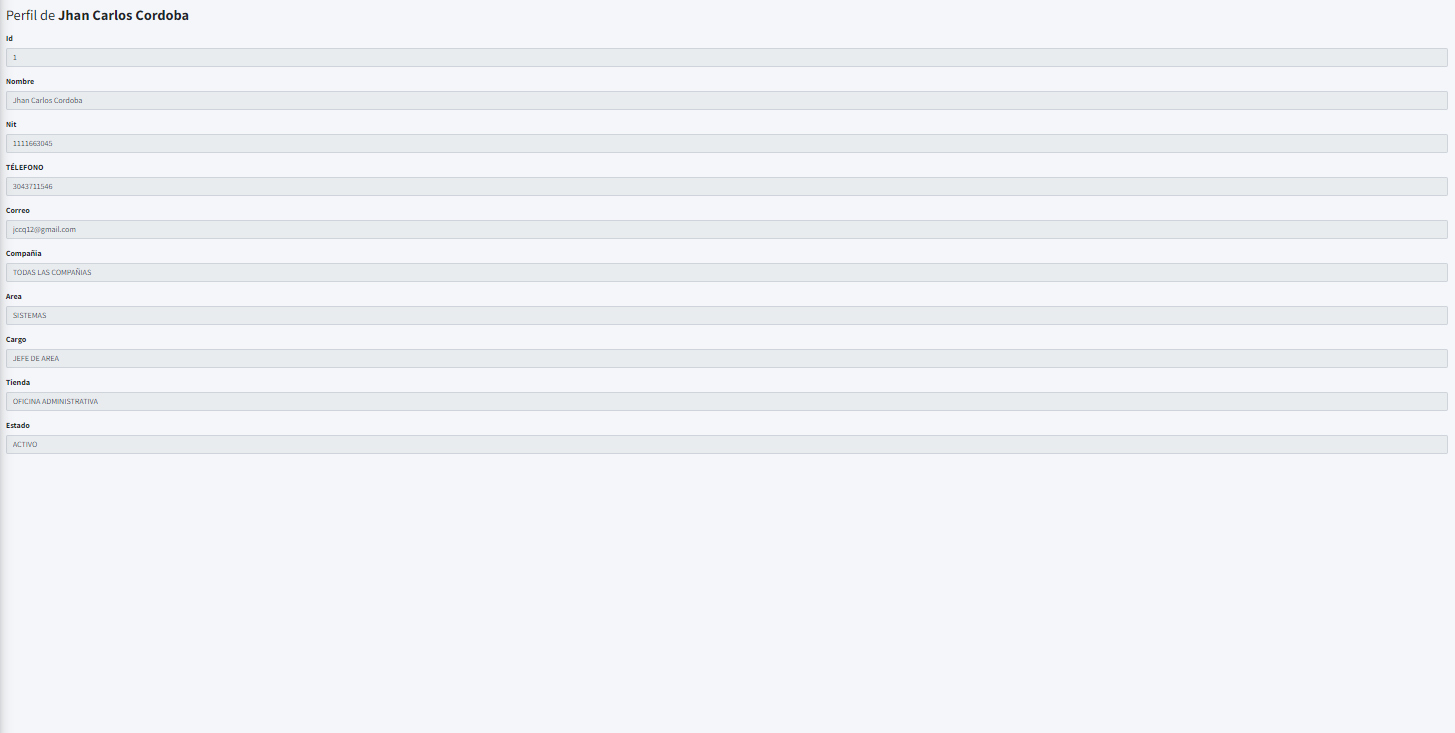 Perfil de Jhan Carlos Cordoba
Id
1
Nombre
Jhan Carlos Cordoba
Nit
1111663045
TÉLEFONO
3043711546
Correo
jccq12@gmail.com
Compañia
TODAS LAS COMPAÑIAS
Area
SISTEMAS
Cargo
JEFE DE AREA
Tienda
OFICINA ADMINISTRATIVA
Estado
ACTIVO